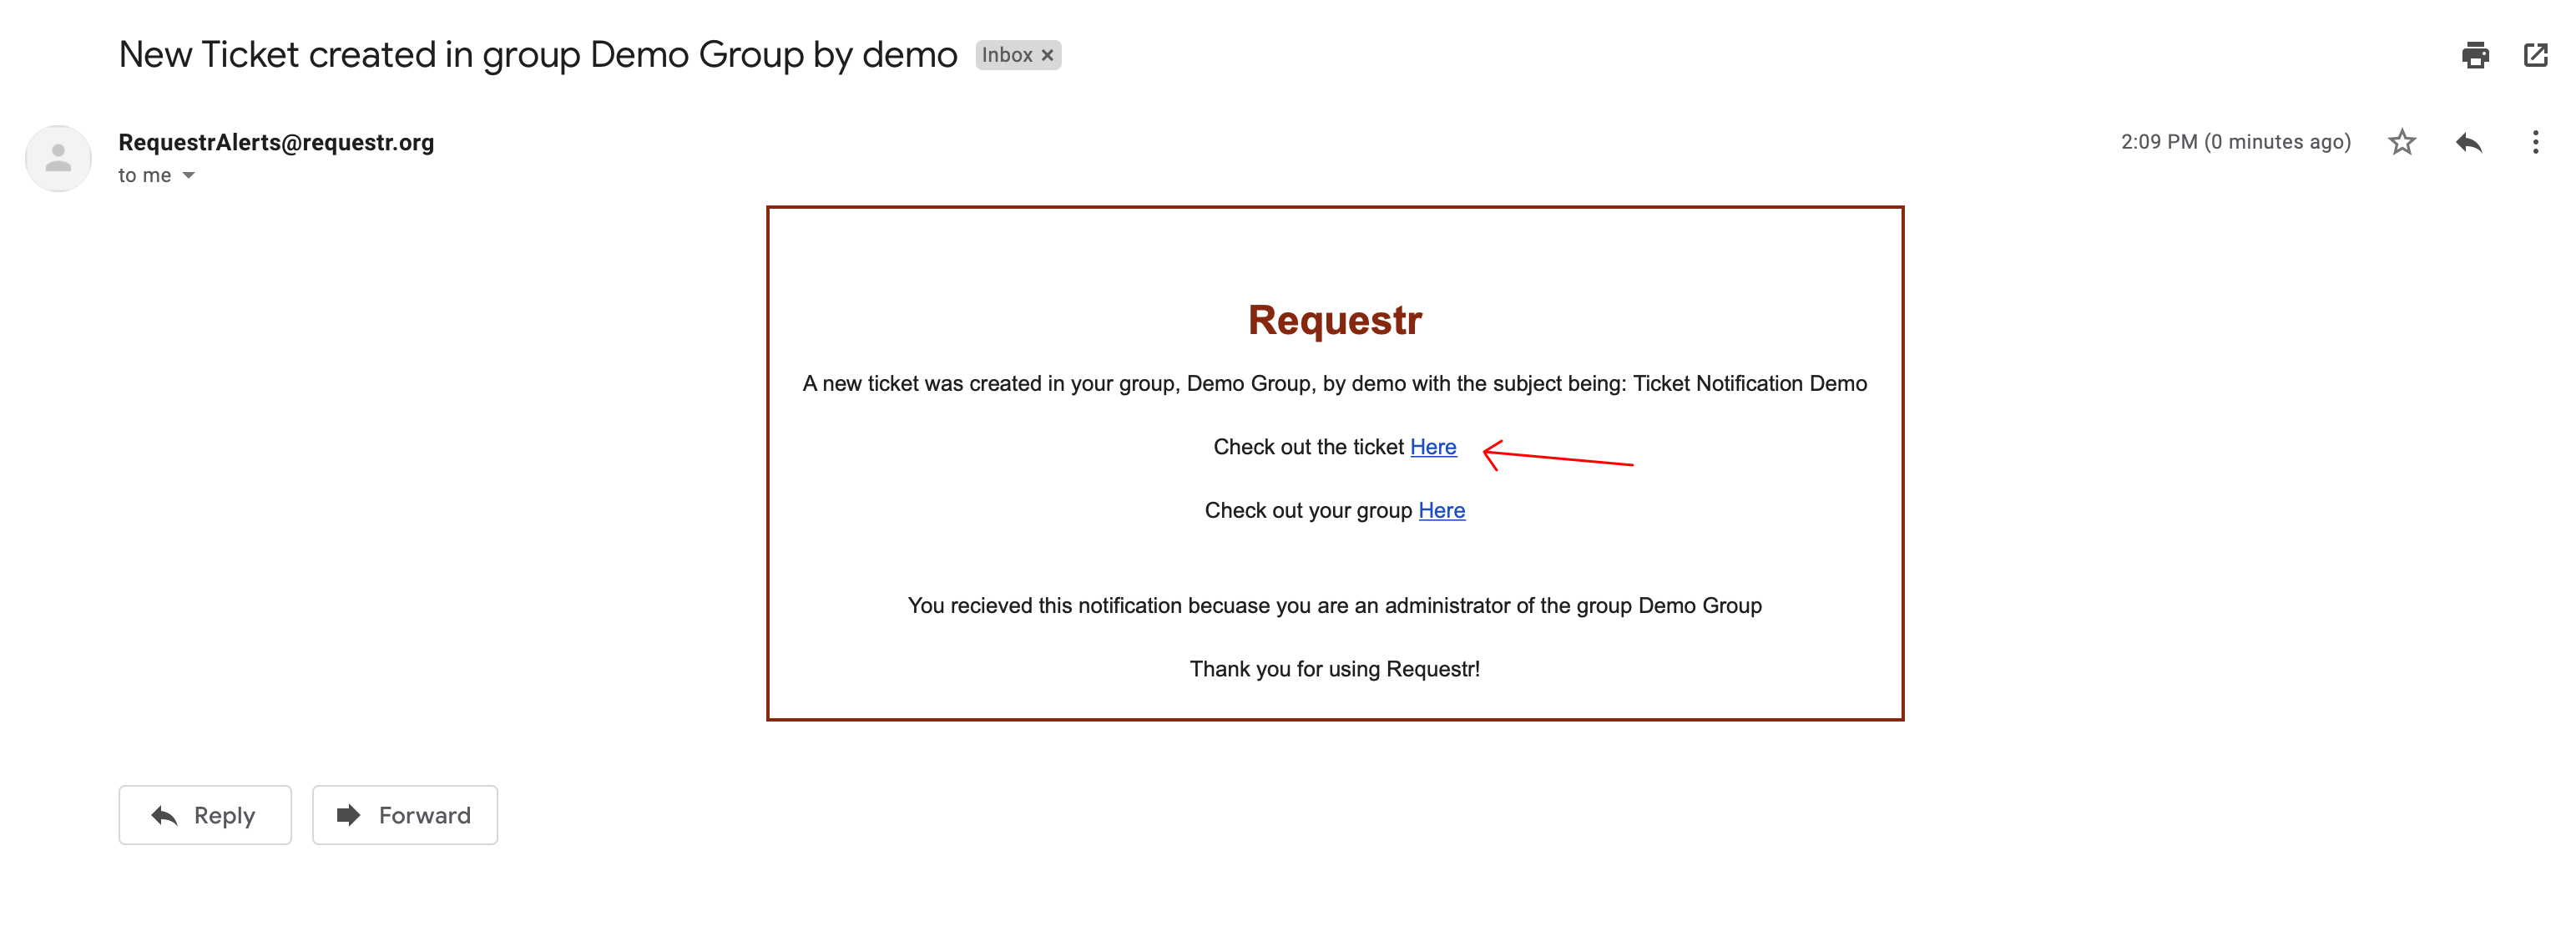 New Ticket created in group Demo Group by demo Inbox ×
RequestrAlerts@requestr.org 2:09 PM (0 minutes ago)
to me
Requestr
A new ticket was created in your group, Demo Group, by demo with the subject being: Ticket Notification Demo
Check out the ticket Here
Check out your group Here
You recieved this notification becuase you are an administrator of the group Demo Group
Thank you for using Requestr!
Reply Forward